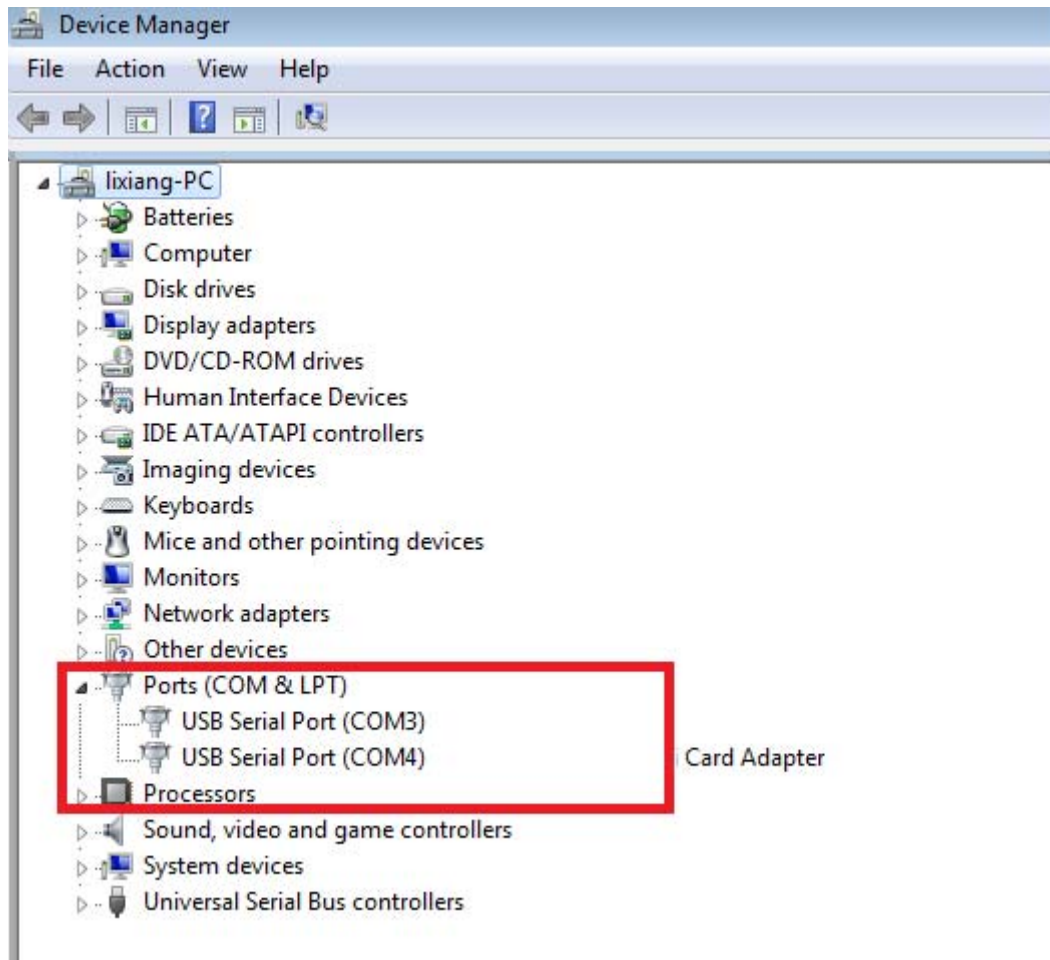 Device Manager
File Action View Help
lixiang-PC
Batteries
Computer
Disk drives
Display adapters
DVD/CD-ROM drives
Human Interface Devices
IDE ATA/ATAPI controllers
Imaging devices
Keyboards
Mice and other pointing devices
Monitors
Network adapters
Other devices
Ports (COM & LPT)
USB Serial Port (COM3)
USB Serial Port (COM4) Card Adapter
Processors
Sound, video and game controllers
System devices
Universal Serial Bus controllers